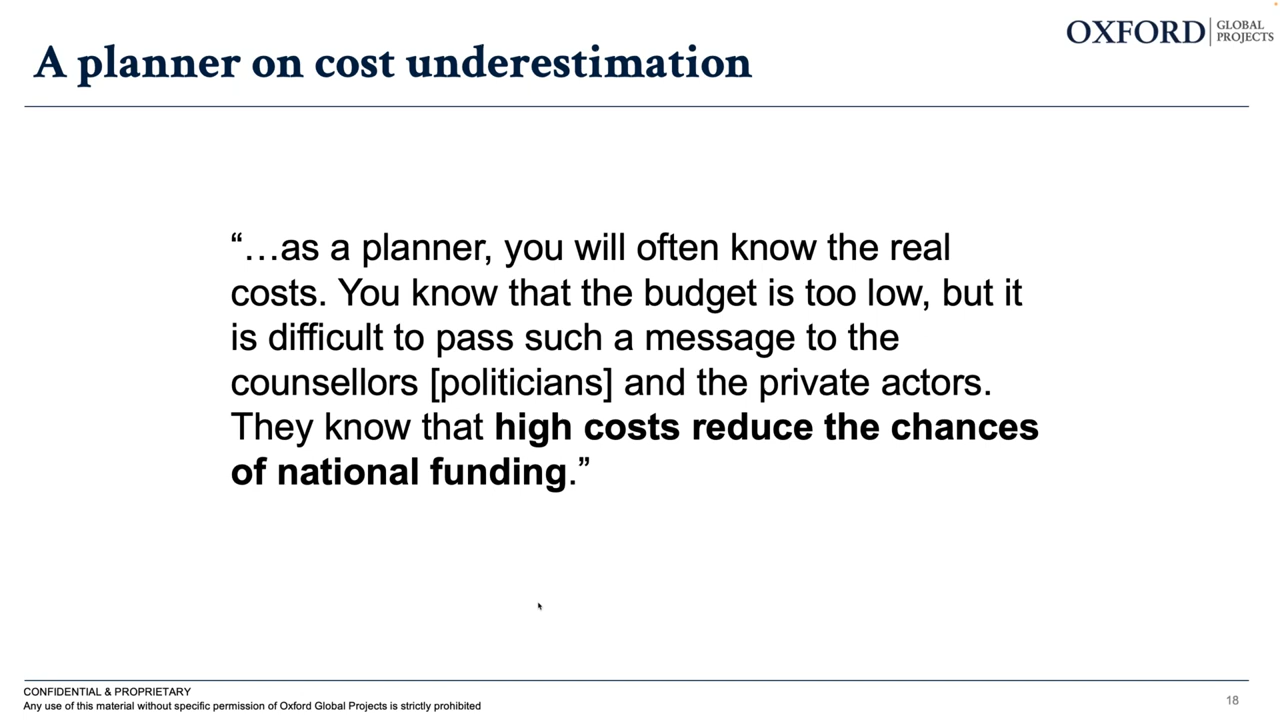 A planner on cost underestimation
OXFORD GLOBAL PROJECTS
“…as a planner, you will often know the real
costs. You know that the budget is too low, but it
is difficult to pass such a message to the
counsellors [politicians] and the private actors.
They know that high costs reduce the chances
of national funding.”
CONFIDENTIAL & PROPRIETARY
Any use of this material without specific permission of Oxford Global Projects is strictly prohibited
18